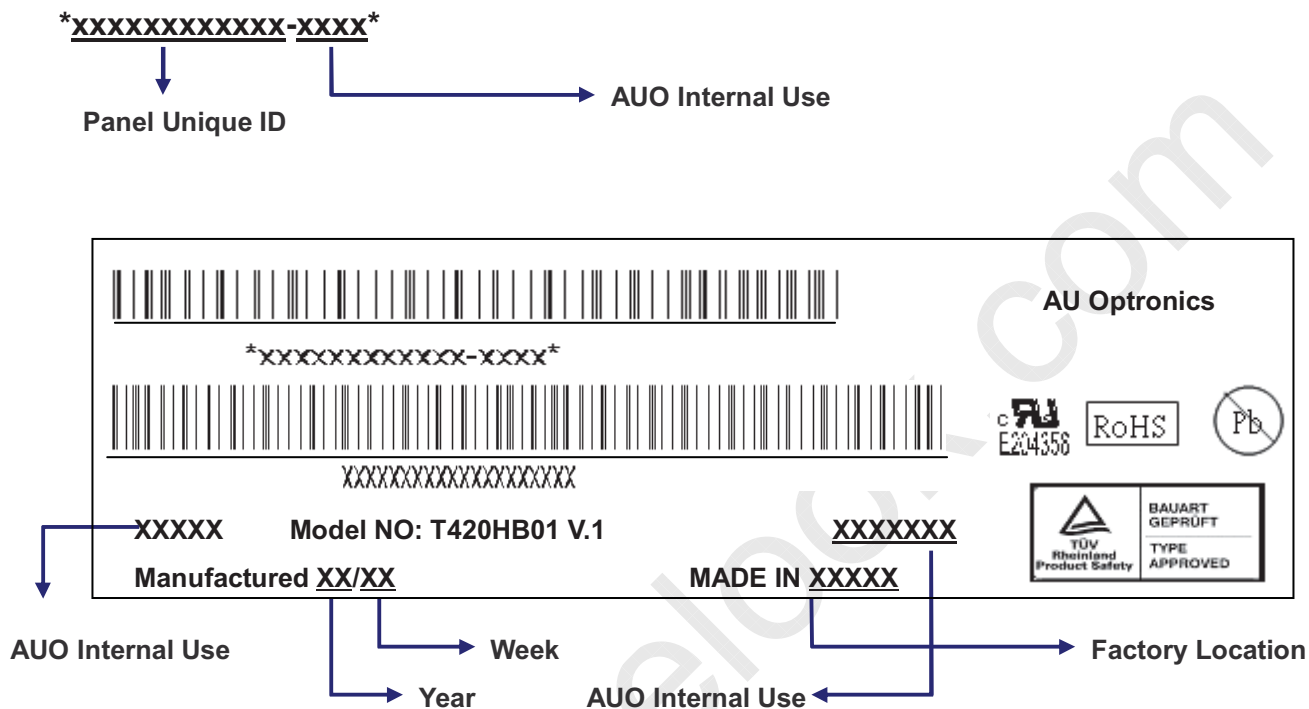 *xxxxxxxxxxxx-xxxx*
AUO Internal Use
Panel Unique ID
AU Optronics
*xxxxxxxxxxxx-xxxx*
c
E204356
RoHS
Pb
XXXXXXXXXXXXXXXXXXXX
XXXXX Model NO: T420HB01 V.1 XXXXXXX
Manufactured XX/XX MADE IN XXXXX
TÜV
Rheinland
Product Safety
BAUART
GEPRÜFT
TYPE
APPROVED
AUO Internal Use
Week
Factory Location
Year
AUO Internal Use